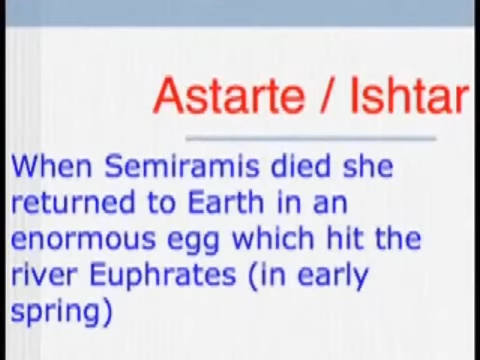 Astarte / Ishtar
When Semiramis died she
returned to Earth in an
enormous egg which hit the
river Euphrates (in early
spring)